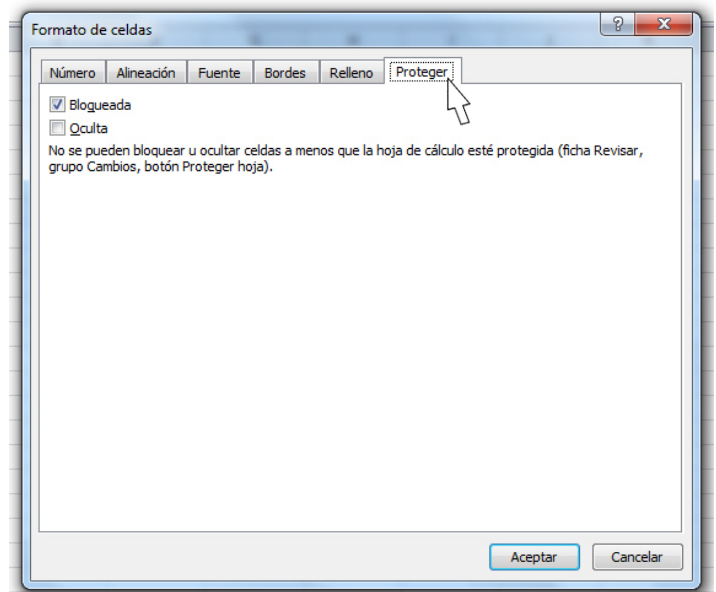 Formato de celdas
Número Alineación Fuente Bordes Relleno Proteger
Bloqueada
Oculta
No se pueden bloquear u ocultar celdas a menos que la hoja de cálculo esté protegida (ficha Revisar,
grupo Cambios, botón Proteger hoja).
Aceptar Cancelar